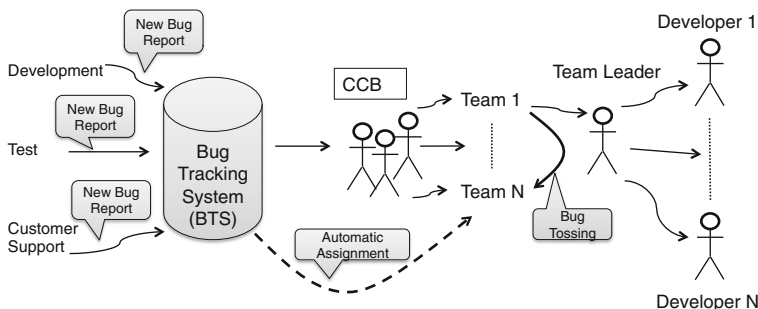 New Bug
Report
Development
New Bug
Report
Test
New Bug
Report
Customer
Support
Bug
Tracking
System
(BTS)
Automatic
Assignment
CCB
Team 1
Team N
Bug
Tossing
Team Leader
Developer 1
Developer N